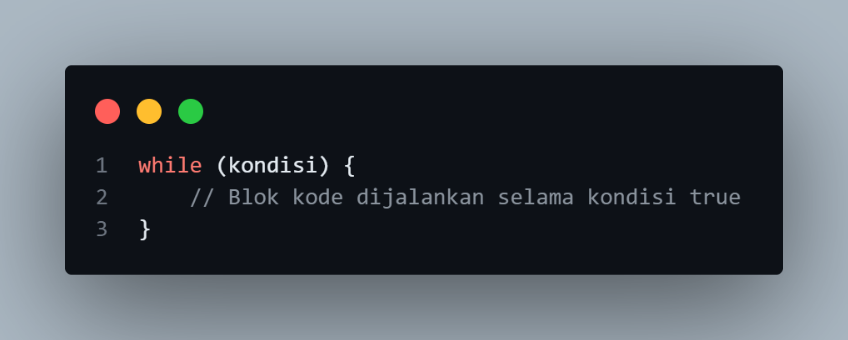 1 while (kondisi) {
2     // Blok kode dijalankan selama kondisi true
3 }